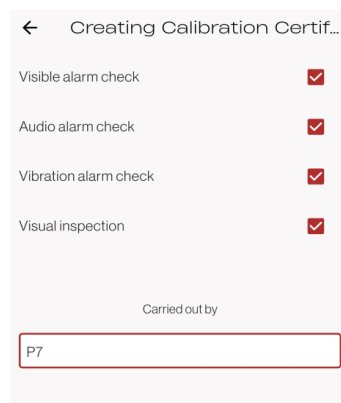 Creating Calibration Certif...
Visible alarm check
Audio alarm check
Vibration alarm check
Visual inspection
Carried out by
P7